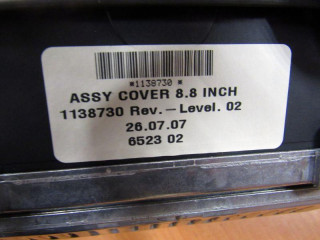 *1138730 *
ASSY COVER 8.8 INCH
1138730 Rev. – Level. 02
26.07.07
6523 02